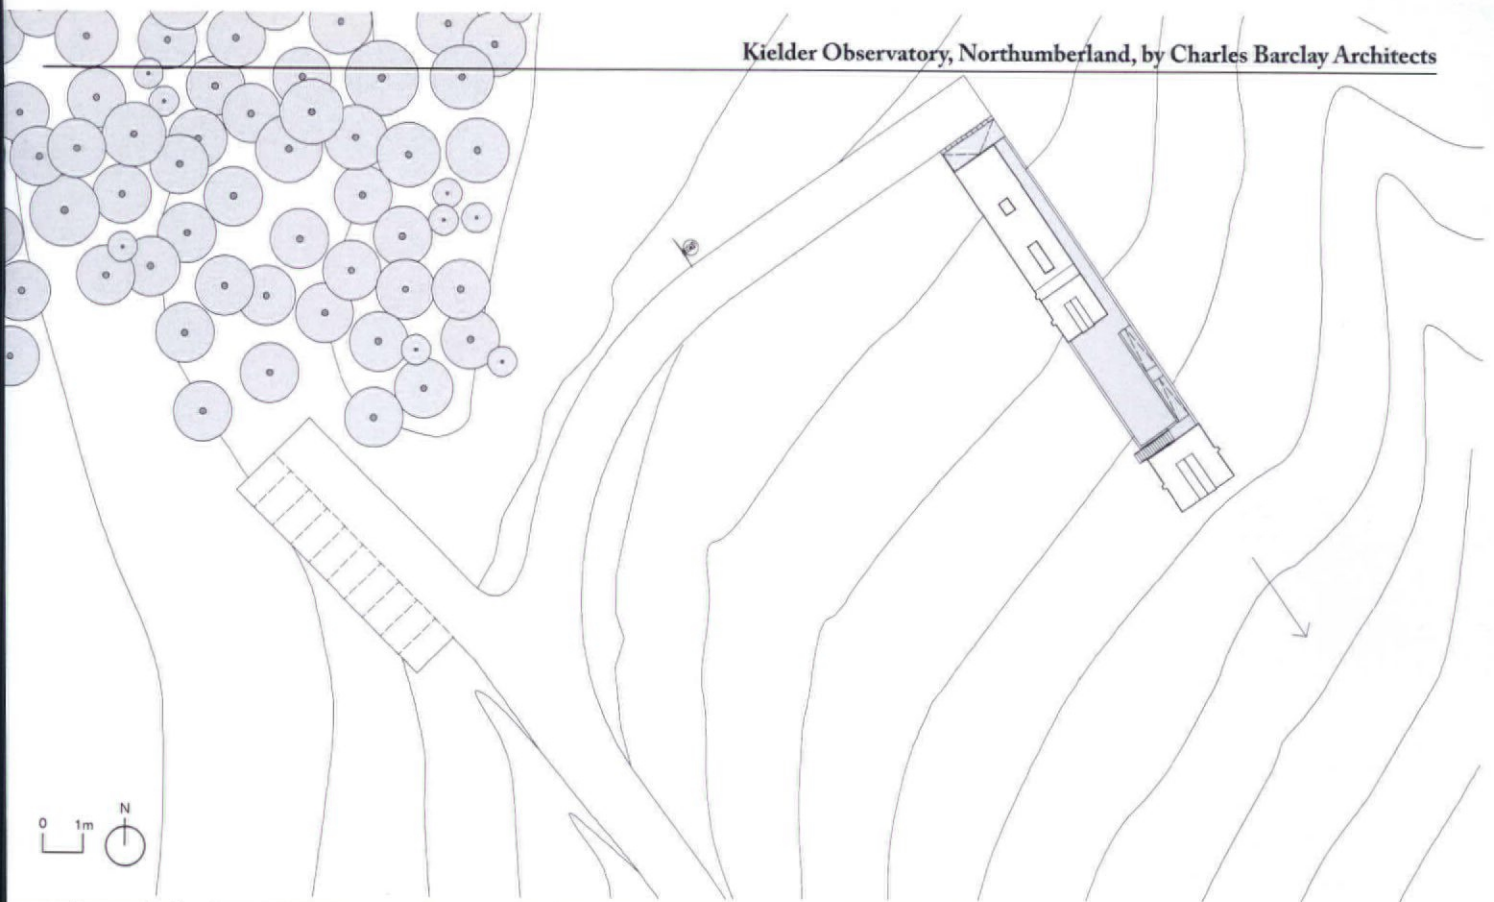 Kielder Observatory, Northumberland, by Charles Barclay Architects
N
0 1m